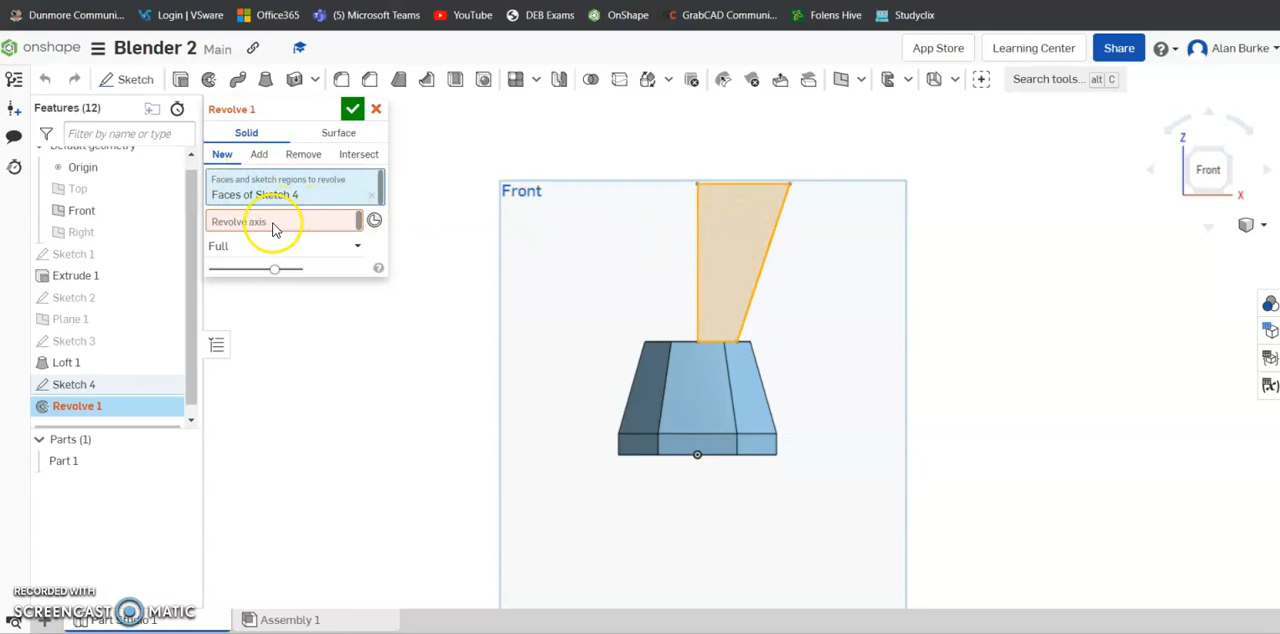 Dunmore Communi... Login | VSware Office365 (5) Microsoft Teams YouTube DEB Exams OnShape GrabCAD Communi... Folens Hive Studyclix
onshape Blender 2 Main App Store Learning Center Share Alan Burke
Sketch Search tools... alt C
Features (12)
Filter by name or type
Default geometry
Origin
Top
Front
Right
Sketch 1
Extrude 1
Sketch 2
Plane 1
Sketch 3
Loft 1
Sketch 4
Revolve 1
Parts (1)
Part 1
Revolve 1
Solid Surface
New Add Remove Intersect
Faces and sketch regions to revolve
Faces of Sketch 4
Revolve axis
Full
Front
Z
Front
X
RECORDED WITH
SCREENCAST MATIC
Part Studio 1 Assembly 1